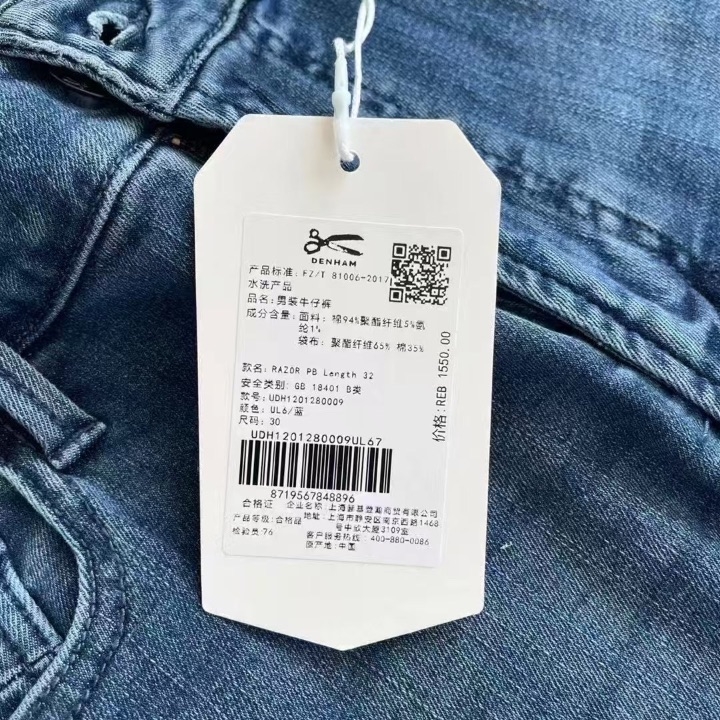 DENHAM
产品标准: FZ/T 81006-2017
水洗产品
品名: 男装牛仔裤
成分含量: 面料: 棉94%聚酯纤维5%氨
纶1%
袋布: 聚酯纤维65% 棉35%
款名: RAZOR PB Length 32
安全类别: GB 18401 B类
款号: UDH1201280009
颜色: UL6/蓝
尺码: 30
价格: REB 1550.00
UDH1201280009UL67
8719567848896
合格证 企业名称: 上海
商贸有限公司
产品等级: 合格品 地址: 上海市静安区南京西路1468
号中欣大厦3109室
检验员: 76 客户服务热线: 400-880-0086
原产地: 中国